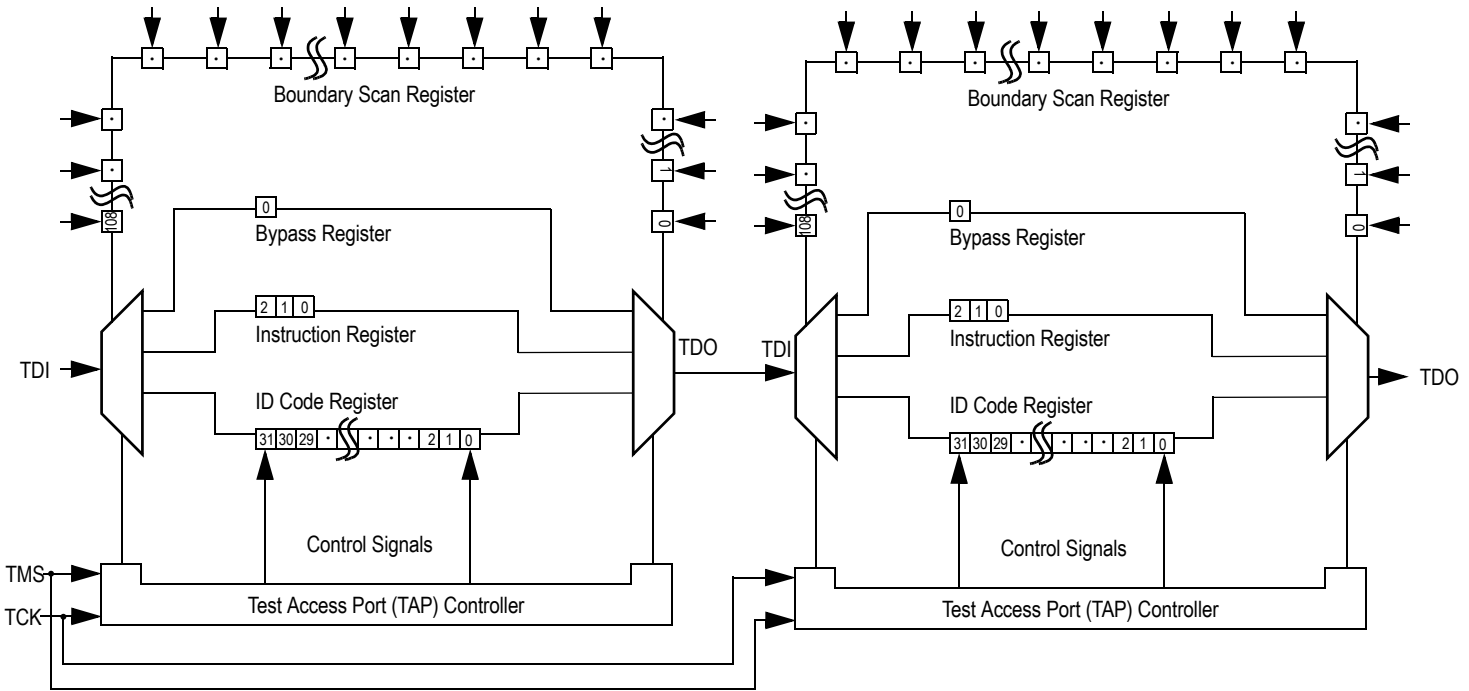 Boundary Scan Register
108
1
0
0
Bypass Register
2 1 0
Instruction Register
TDI
TDO
ID Code Register
31 30 29 · · · · 2 1 0
Control Signals
TMS
TCK
Test Access Port (TAP) Controller
Boundary Scan Register
108
1
0
0
Bypass Register
2 1 0
Instruction Register
TDI
TDO
ID Code Register
31 30 29 · · · · 2 1 0
Control Signals
Test Access Port (TAP) Controller